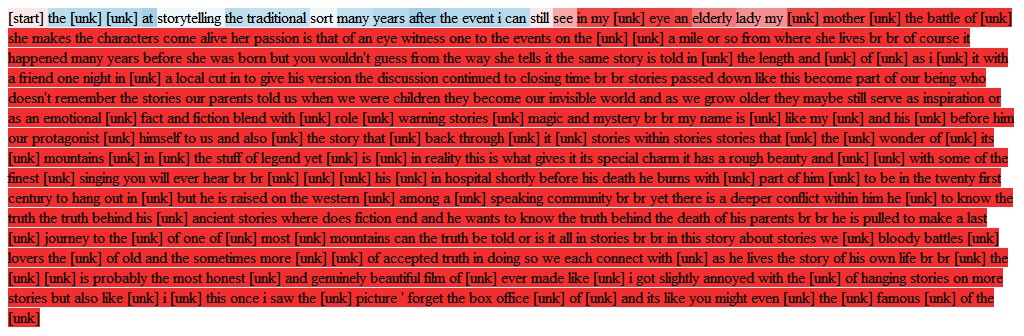 [start] the [unk] [unk] at storytelling the traditional sort many years after the event i can still see in my [unk] eye an elderly lady my [unk] mother [unk] the battle of [unk]
she makes the characters come alive her passion is that of an eye witness one to the events on the [unk] [unk] a mile or so from where she lives br br of course it
happened many years before she was born but you wouldn't guess from the way she tells it the same story is told in [unk] the length and [unk] of [unk] as i [unk] it with
a friend one night in [unk] a local cut in to give his version the discussion continued to closing time br br stories passed down like this become part of our being who
doesn't remember the stories our parents told us when we were children they become our invisible world and as we grow older they maybe still serve as inspiration or
as an emotional [unk] fact and fiction blend with [unk] role [unk] warning stories [unk] magic and mystery br br my name is [unk] like my [unk] and his [unk] before him
our protagonist [unk] himself to us and also [unk] the story that [unk] back through [unk] it [unk] stories within stories stories that [unk] the [unk] wonder of [unk] its
[unk] mountains [unk] in [unk] the stuff of legend yet [unk] is [unk] in reality this is what gives it its special charm it has a rough beauty and [unk] [unk] with some of the
finest [unk] singing you will ever hear br br [unk] [unk] [unk] his [unk] in hospital shortly before his death he burns with [unk] part of him [unk] to be in the twenty first
century to hang out in [unk] but he is raised on the western [unk] among a [unk] speaking community br br yet there is a deeper conflict within him he [unk] to know the
truth the truth behind his [unk] ancient stories where does fiction end and he wants to know the truth behind the death of his parents br br he is pulled to make a last
[unk] journey to the [unk] of one of [unk] most [unk] mountains can the truth be told or is it all in stories br br in this story about stories we [unk] bloody battles [unk]
lovers the [unk] of old and the sometimes more [unk] [unk] of accepted truth in doing so we each connect with [unk] as he lives the story of his own life br br [unk] the
[unk] [unk] is probably the most honest [unk] and genuinely beautiful film of [unk] ever made like [unk] i got slightly annoyed with the [unk] of hanging stories on more
stories but also like [unk] i [unk] this once i saw the [unk] picture ' forget the box office [unk] of [unk] and its like you might even [unk] the [unk] famous [unk] of the
[unk]